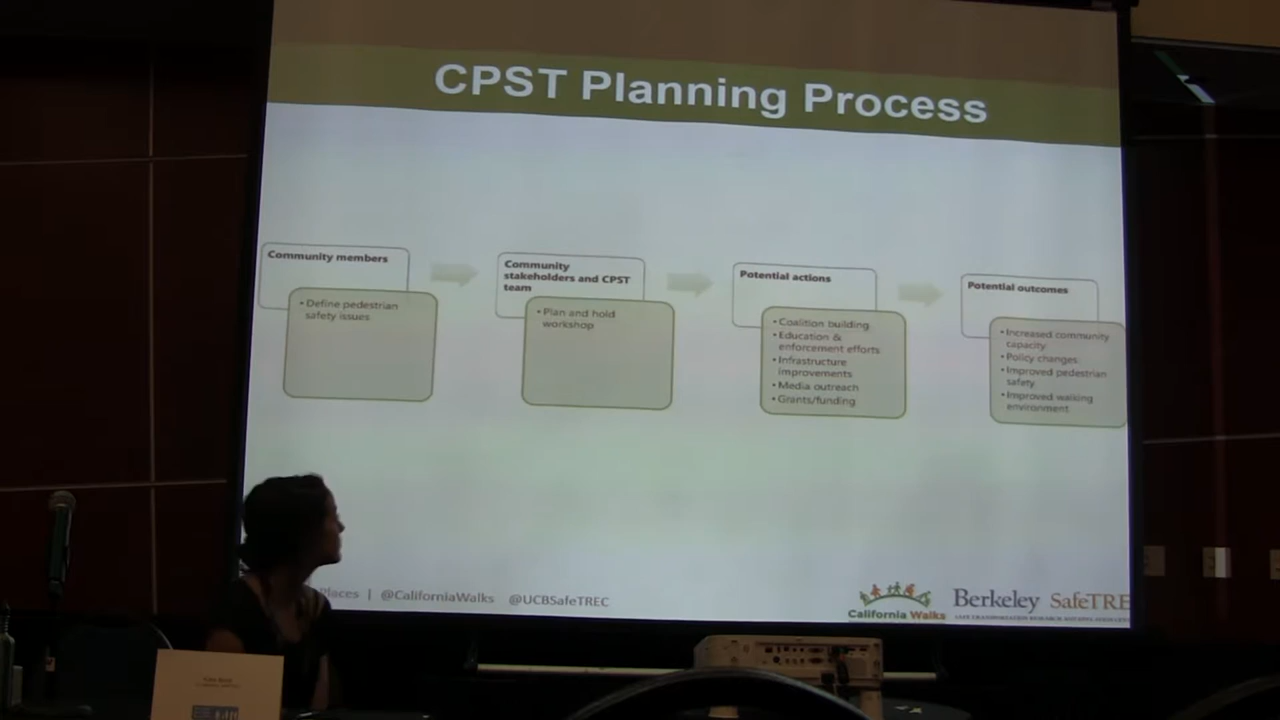 CPST Planning Process
Community members
• Define pedestrian
safety issues
Community
stakeholders and CPST
team
• Plan and hold
workshop
Potential actions
• Coalition building
• Education &
enforcement efforts
• Infrastructure
improvements
• Media outreach
• Grants/funding
Potential outcomes
• Increased community
capacity
• Policy changes
• Improved pedestrian
safety
• Improved walking
environment
Places | @CaliforniaWalks @UCBSafeTREC
California Walks
Berkeley SafeTRE